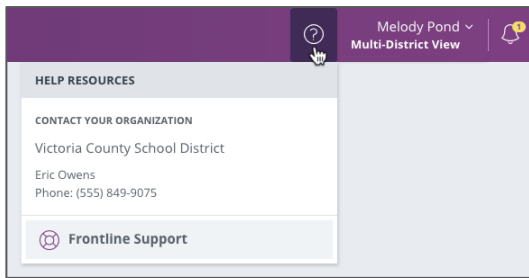 Melody Pond
Multi-District View
1
HELP RESOURCES
CONTACT YOUR ORGANIZATION
Victoria County School District
Eric Owens
Phone: (555) 849-9075
Frontline Support